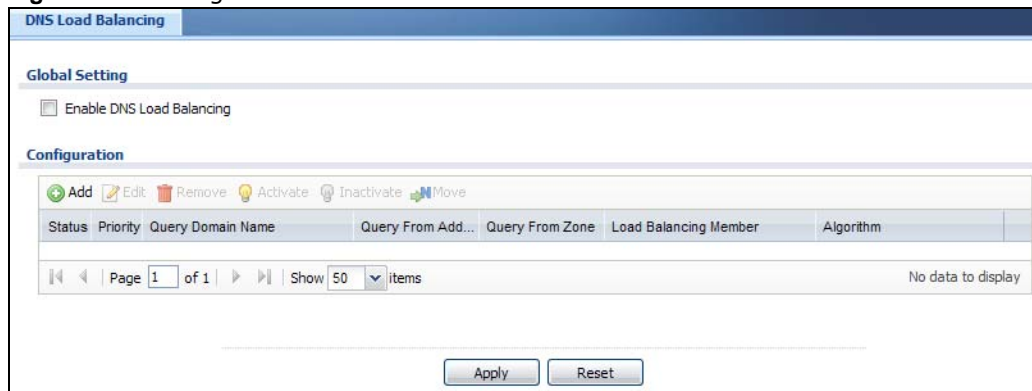 DNS Load Balancing
Global Setting
Enable DNS Load Balancing
Configuration
Add Edit Remove Activate Inactivate Move
Status Priority Query Domain Name Query From Add... Query From Zone Load Balancing Member Algorithm
Page 1 of 1 Show 50 items No data to display
Apply Reset